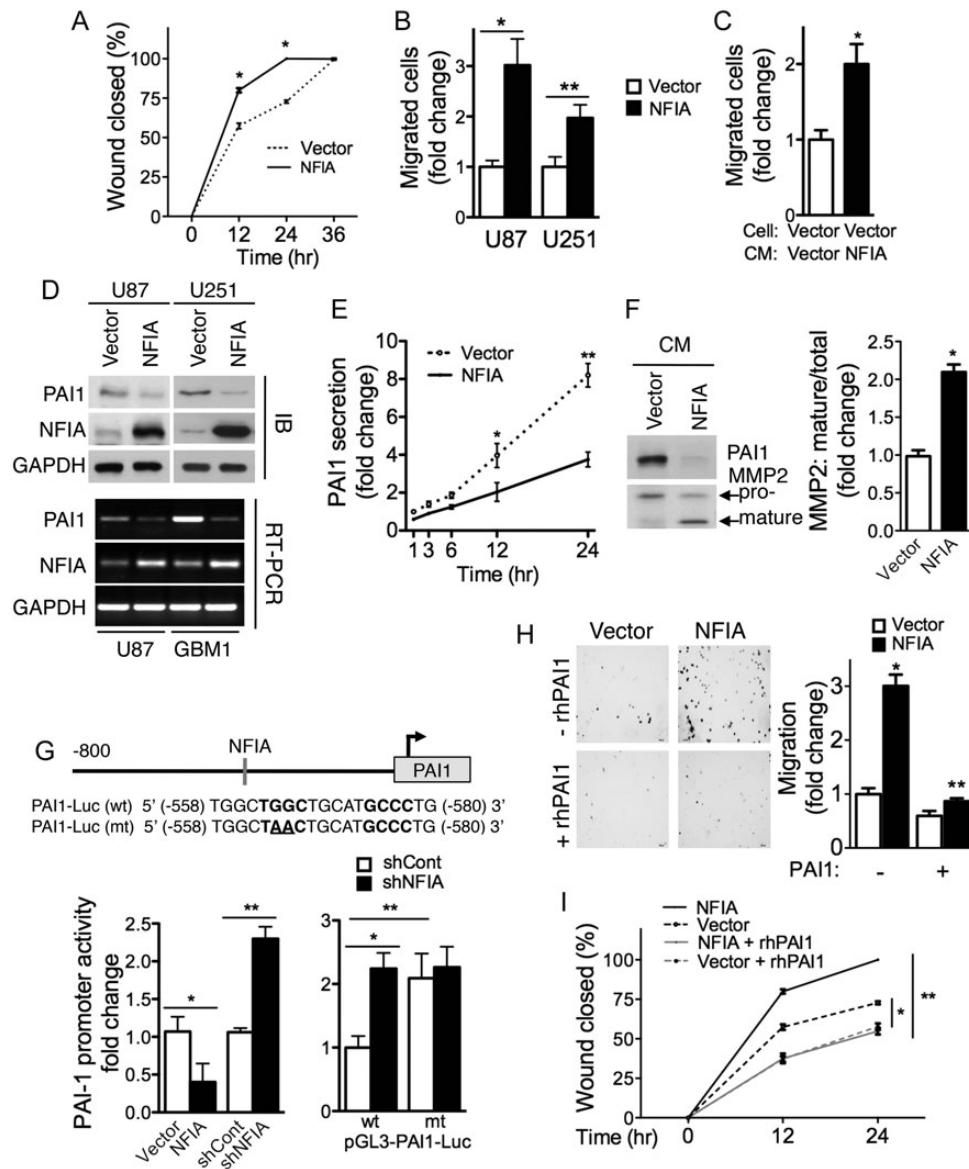 A
Wound closed (%)
100
75
50
25
0
12
24
36
Time (hr)
*
*
Vector
NFIA
B
Migrated cells
(fold change)
3
2
1
0
*
**
U87
U251
Vector
NFIA
C
Migrated cells
(fold change)
2
1
0
*
Cell: Vector Vector
CM: Vector NFIA
D
U87 U251
Vector NFIA Vector NFIA
PAI1
NFIA
GAPDH
IB
PAI1
NFIA
GAPDH
RT-PCR
U87 GBM1
E
PAI1 secretion
(fold change)
10
8
6
4
2
0
1 3 6 12 24
Time (hr)
Vector
NFIA
*
**
F
CM
Vector NFIA
PAI1
MMP2
pro-
mature
MMP2: mature/total
(fold change)
2.5
2.0
1.5
1.0
0.5
0.0
*
Vector
NFIA
G
-800
NFIA
PAI1
PAI1-Luc (wt) 5' (-558) TGGCTGGCTGCATGCCCTG (-580) 3'
PAI1-Luc (mt) 5' (-558) TGGCTAACTGCATGCCCTG (-580) 3'
PAI-1 promoter activity
fold change
2.5
2.0
1.5
1.0
0.5
0.0
*
**
Vector
NFIA
shCont
shNFIA
shCont
shNFIA
3
2
1
0
*
**
wt mt
pGL3-PAI1-Luc
H
Vector NFIA
- rhPAI1
+ rhPAI1
Vector
NFIA
Migration
(fold change)
3
2
1
0
*
**
PAI1: - +
I
NFIA
Vector
NFIA + rhPAI1
Vector + rhPAI1
Wound closed (%)
100
75
50
25
0
0 12 24
Time (hr)
*
**